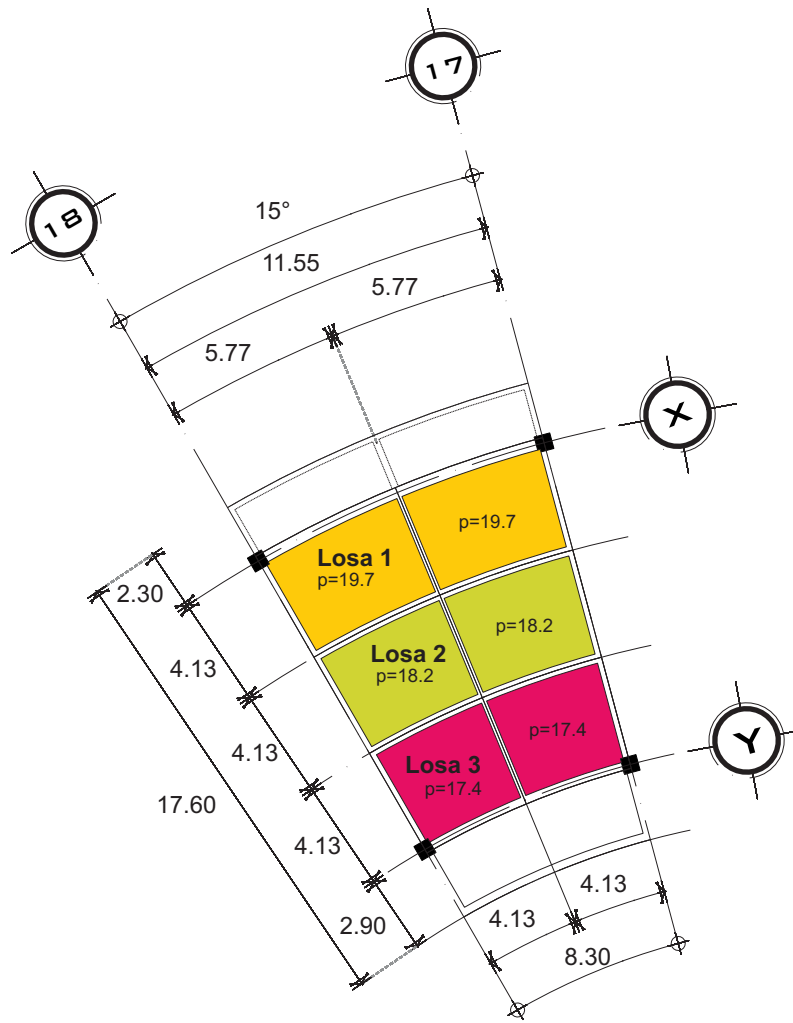 17
18
15°
11.55
5.77
5.77
X
Losa 1
p=19.7
p=19.7
2.30
4.13
Losa 2
p=18.2
p=18.2
4.13
Losa 3
p=17.4
p=17.4
Y
17.60
4.13
2.90
4.13
4.13
8.30